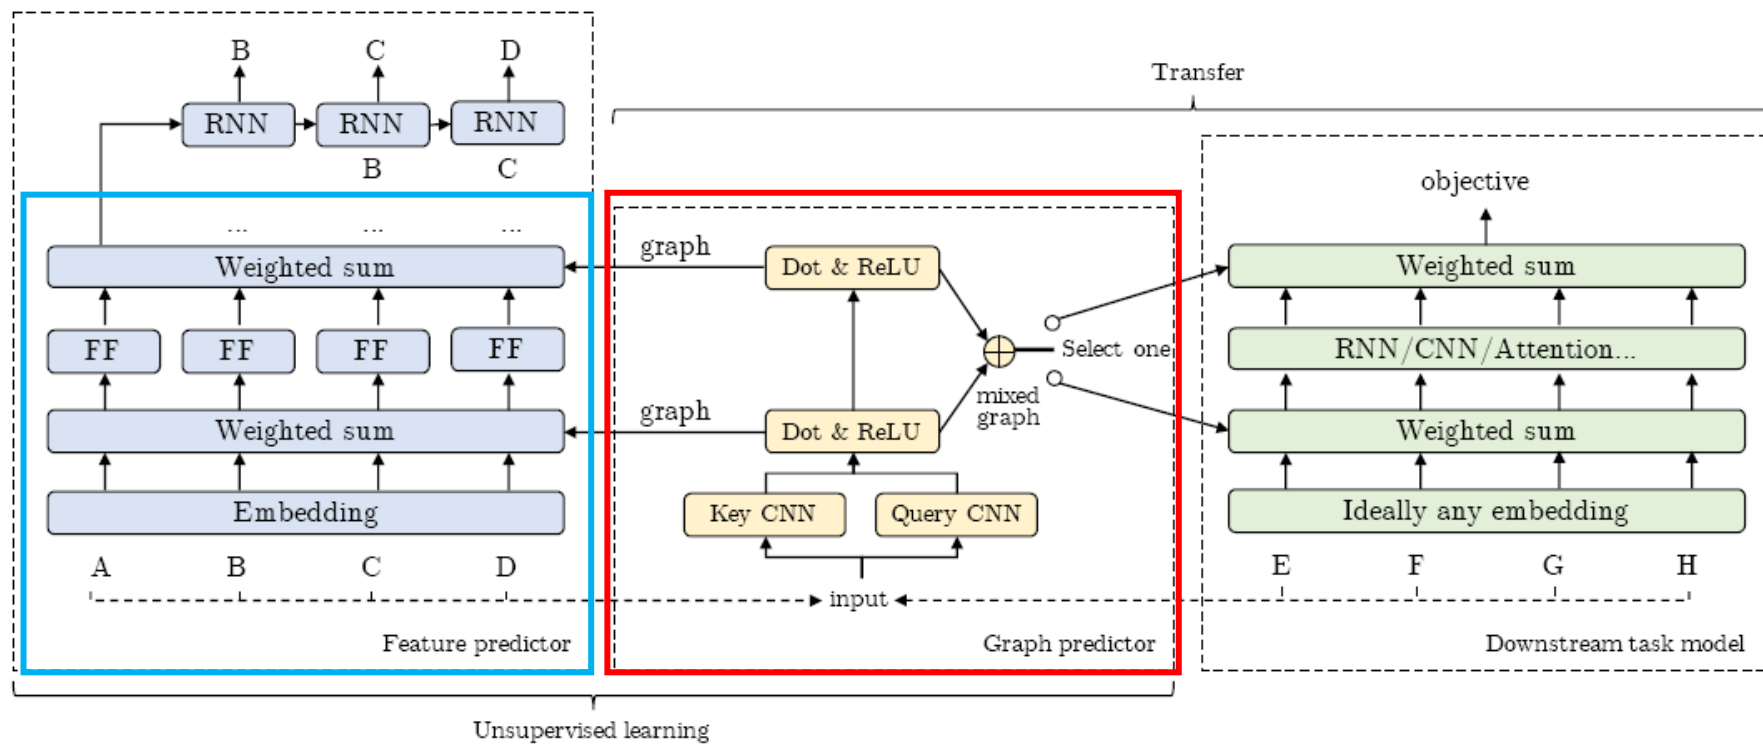 B C D
Transfer
RNN RNN RNN
B C
objective
... ... ...
Weighted sum
graph
Dot & ReLU
Weighted sum
FF FF FF FF
Select one
RNN/CNN/Attention...
mixed
graph
Weighted sum
graph
Dot & ReLU
Weighted sum
Embedding
Key CNN
Query CNN
Ideally any embedding
A B C D
E F G H
input
Feature predictor
Graph predictor
Downstream task model
Unsupervised learning